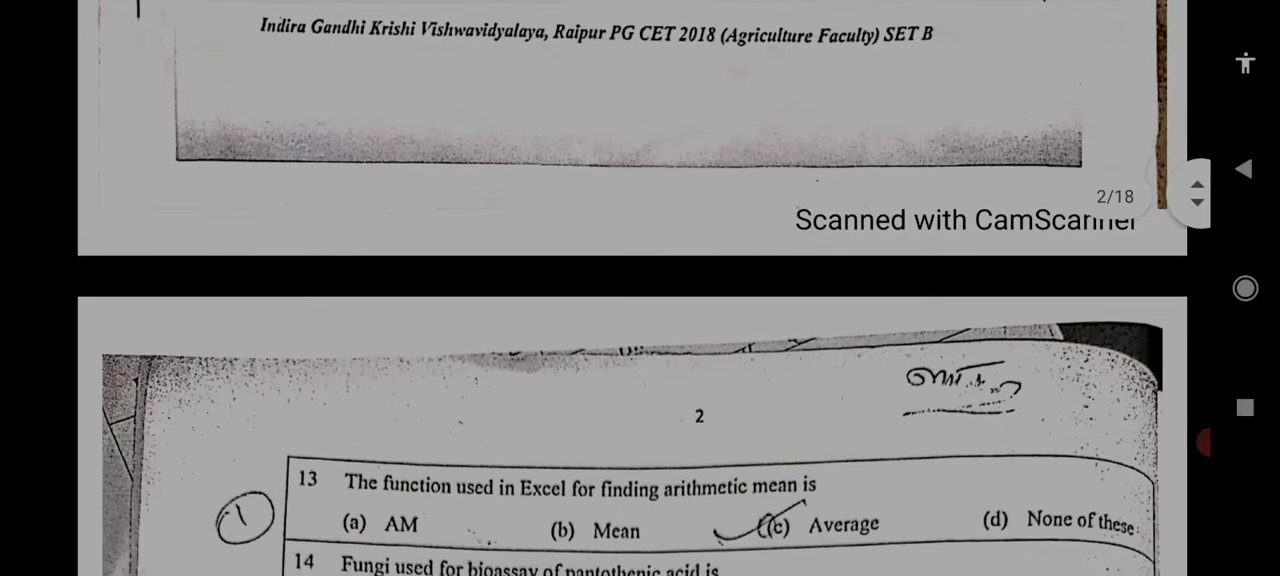 Indira Gandhi Krishi Vishwavidyalaya, Raipur PG CET 2018 (Agriculture Faculty) SET B
2/18
Scanned with CamScanner
2
13 The function used in Excel for finding arithmetic mean is
1
(a) AM (b) Mean (c) Average (d) None of these:
14 Fungi used for bioassay of pantothenic acid is